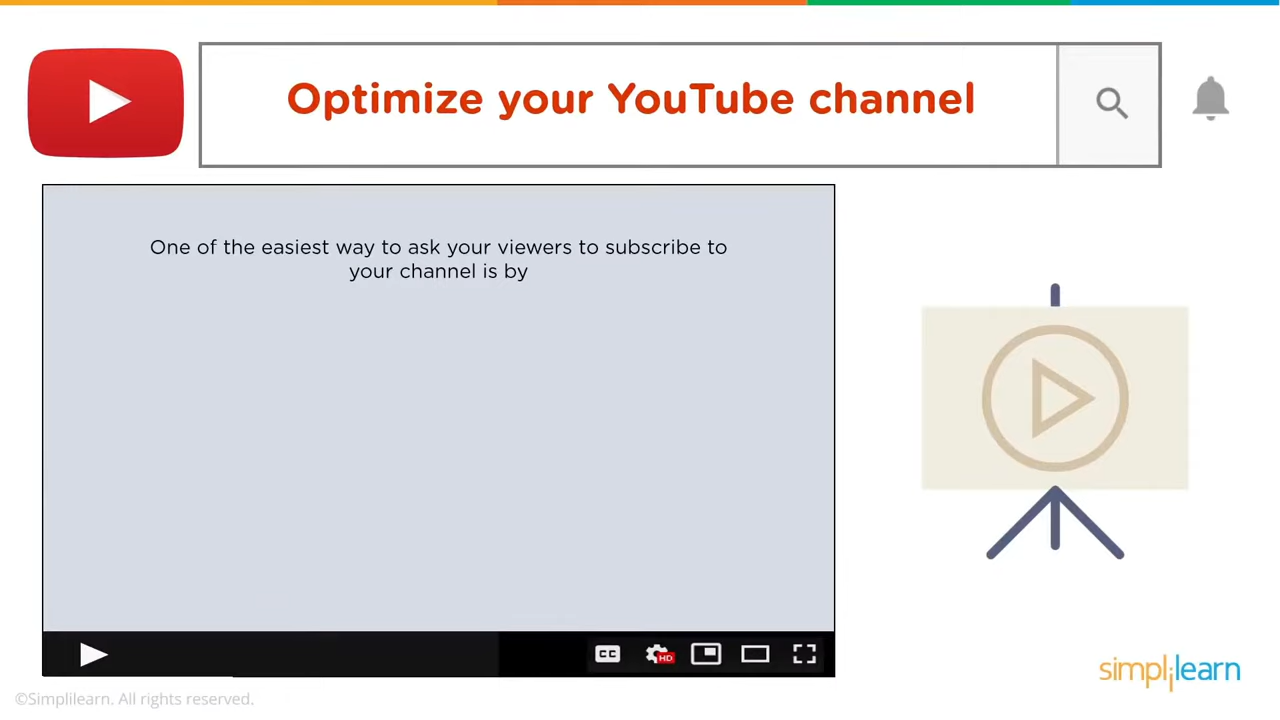 Optimize your YouTube channel
One of the easiest way to ask your viewers to subscribe to
your channel is by
CC
HD
simplilearn
©Simplilearn. All rights reserved.